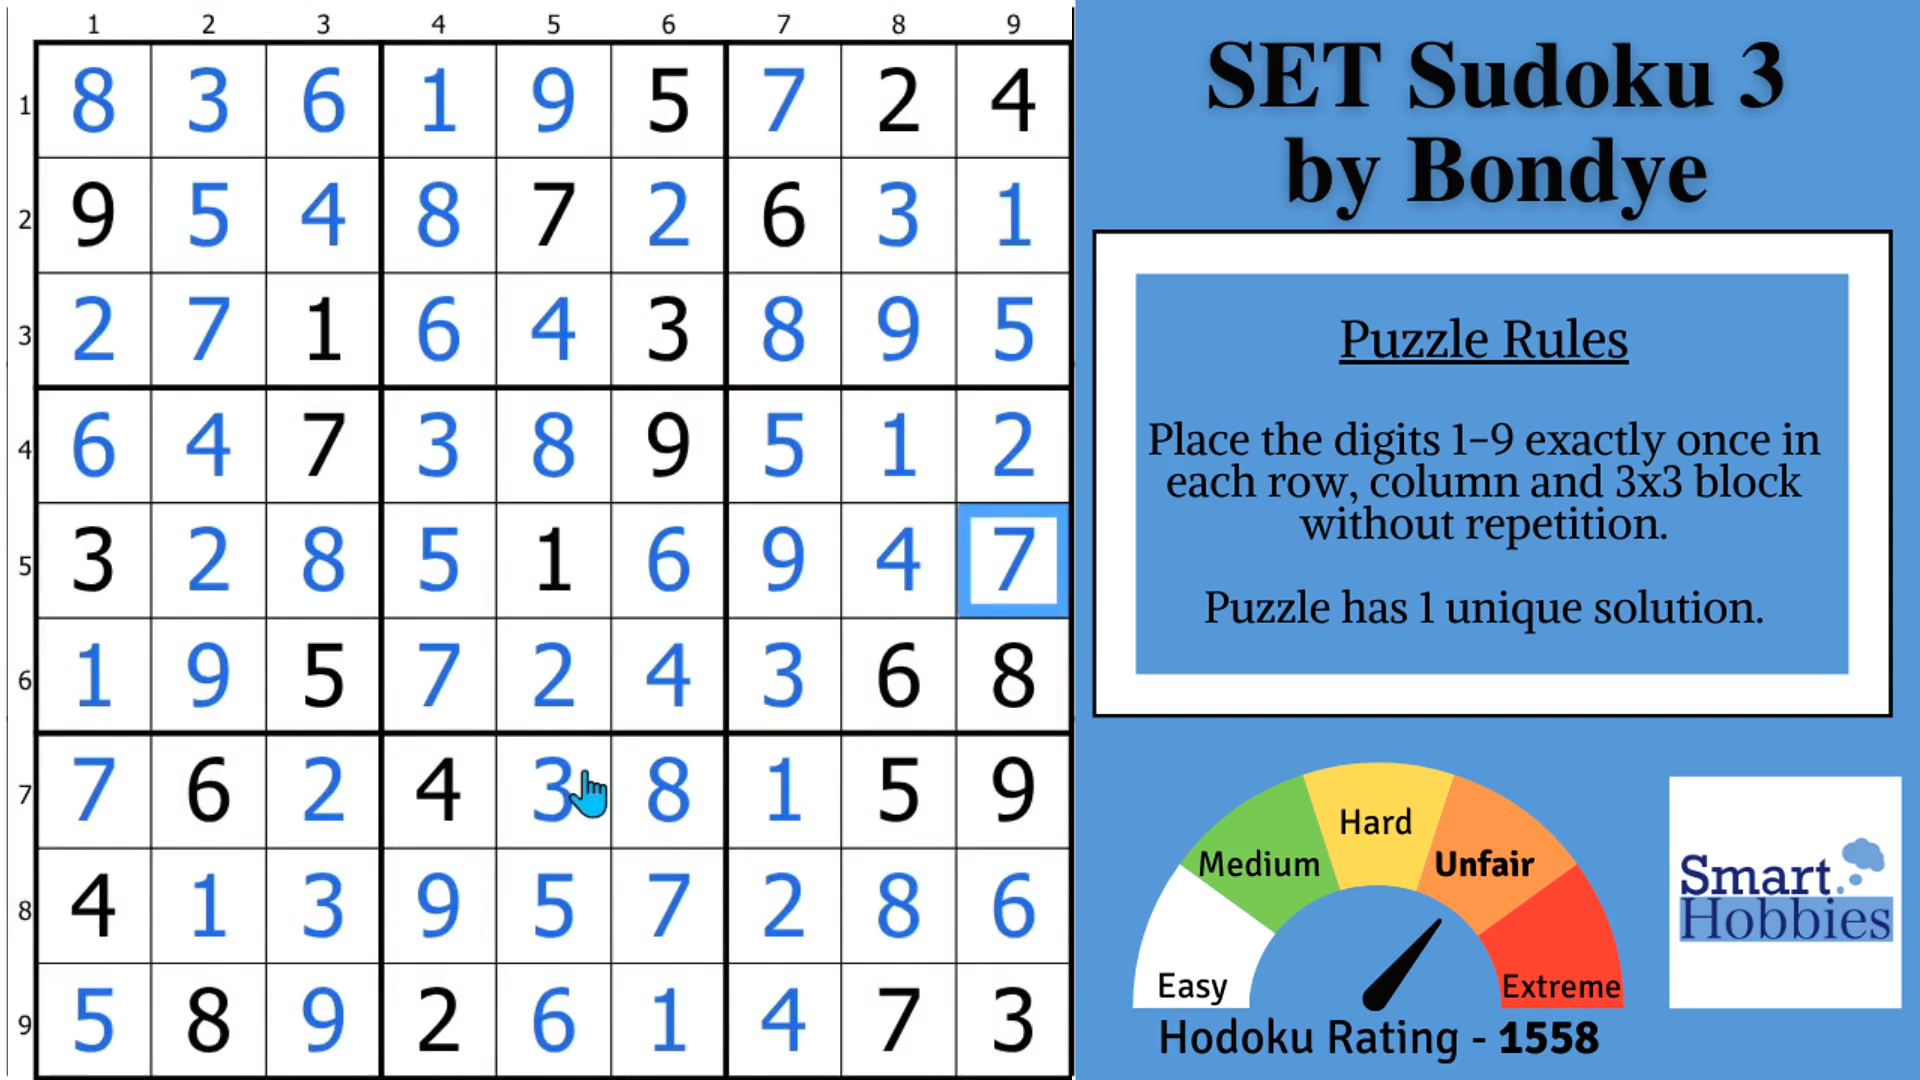 1 2 3 4 5 6 7 8 9
1 8 3 6 1 9 5 7 2 4
2 9 5 4 8 7 2 6 3 1
3 2 7 1 6 4 3 8 9 5
4 6 4 7 3 8 9 5 1 2
5 3 2 8 5 1 6 9 4 7
6 1 9 5 7 2 4 3 6 8
7 7 6 2 4 3 8 1 5 9
8 4 1 3 9 5 7 2 8 6
9 5 8 9 2 6 1 4 7 3
SET Sudoku 3
by Bondye
Puzzle Rules
Place the digits 1-9 exactly once in
each row, column and 3x3 block
without repetition.
Puzzle has 1 unique solution.
Easy
Medium
Hard
Unfair
Extreme
Hodoku Rating - 1558
Smart
Hobbies